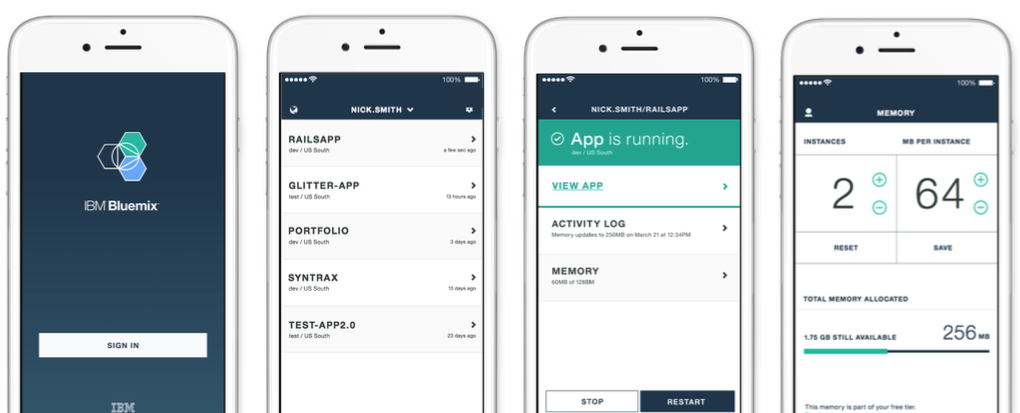 IBM Bluemix™
SIGN IN
IBM
100%
NICK.SMITH
RAILSAPP
dev / US South
a few sec ago
GLITTER-APP
test / US South
13 hours ago
PORTFOLIO
dev / US South
3 days ago
SYNTRAX
dev / US South
13 days ago
TEST-APP2.0
test / US South
23 days ago
100%
NICK.SMITH/RAILSAPP
App is running.
dev / US South
VIEW APP
ACTIVITY LOG
Memory updates to 250MB on March 21 at 12:34PM
MEMORY
60MB of 128BM
STOP RESTART
100%
MEMORY
INSTANCES MB PER INSTANCE
2 64
RESET SAVE
TOTAL MEMORY ALLOCATED
1.75 GB STILL AVAILABLE 256 MB
This memory is part of your free tier.